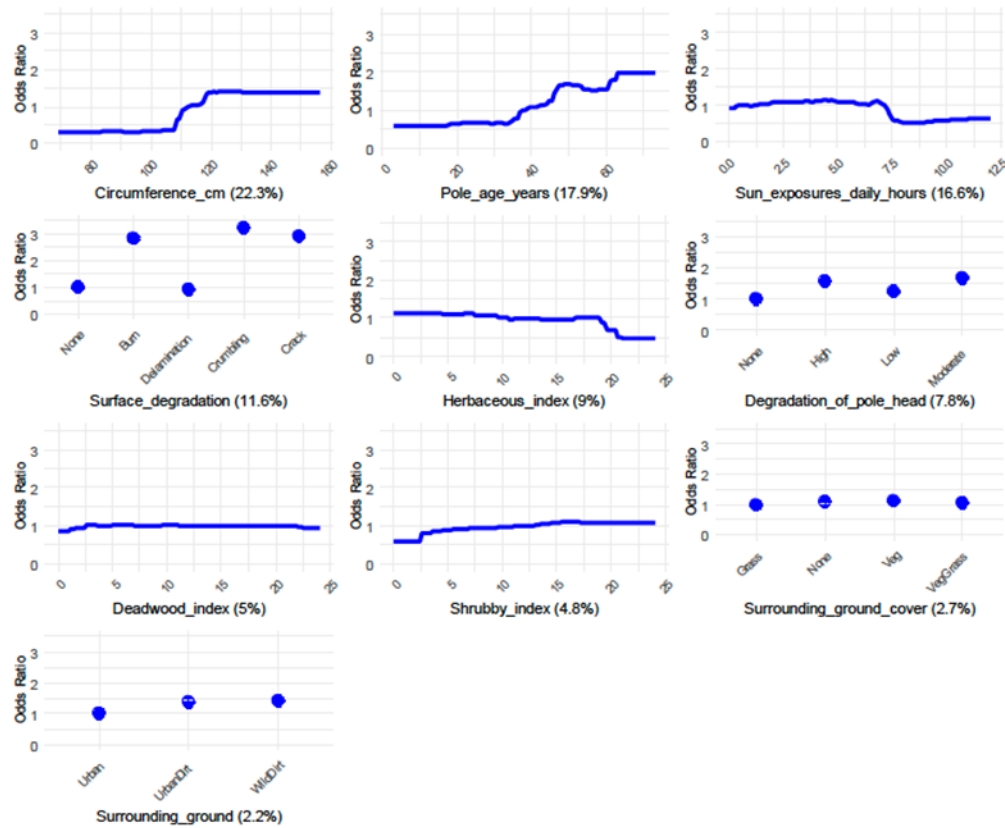 Odds Ratio
3
2
1
0
80
100
120
140
160
Circumference_cm (22.3%)
Odds Ratio
3
2
1
0
0
20
40
60
Pole_age_years (17.9%)
Odds Ratio
3
2
1
0
0.0
2.5
5.0
7.5
10.0
12.5
Sun_exposures_daily_hours (16.6%)
Odds Ratio
3
2
1
0
None
Burn
Delamination
Crumbling
Crack
Surface_degradation (11.6%)
Odds Ratio
3
2
1
0
0
5
10
15
20
25
Herbaceous_index (9%)
Odds Ratio
3
2
1
0
None
High
Low
Moderate
Degradation_of_pole_head (7.8%)
Odds Ratio
3
2
1
0
0
5
10
15
20
25
Deadwood_index (5%)
Odds Ratio
3
2
1
0
0
5
10
15
20
25
Shrubby_index (4.8%)
Odds Ratio
3
2
1
0
Grass
None
Veg
VegGrass
Surrounding_ground_cover (2.7%)
Odds Ratio
3
2
1
0
Urban
UrbanDirt
WildDirt
Surrounding_ground (2.2%)